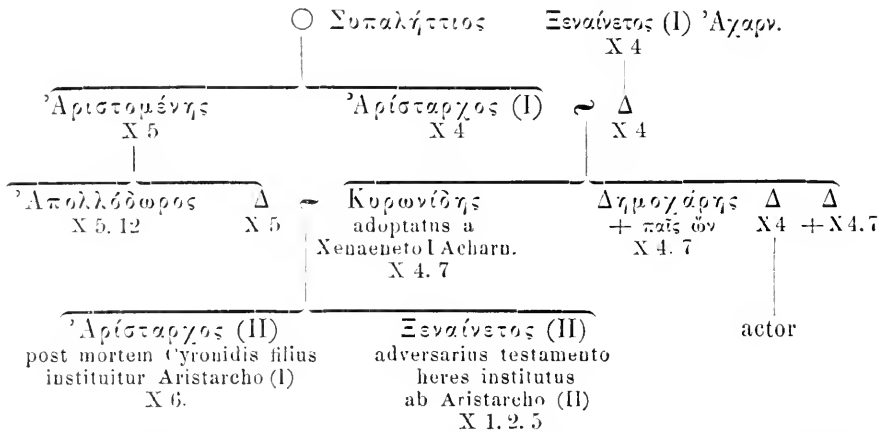 ○ Συπαλήττιος Ξεναίνετος (I) Ἀχαρν.
X 4
Ἀριστομένης Ἀρίσταρχος (I) ~ Δ
X 5 X 4 X 4
Ἀπολλόδωρος Δ ~ Κυρωνίδης Δημοχάρης Δ Δ
X 5. 12 X 5 adoptatus a + παῖς ὤν X 4 + X 4. 7
Xenaeneto I Acharn. X 4. 7
X 4. 7
Ἀρίσταρχος (II) Ξεναίνετος (II) actor
post mortem Cyronidis filius adversarius testamento
instituitur Aristarcho (I) heres institutus
X 6. ab Aristarcho (II)
X 1. 2. 5